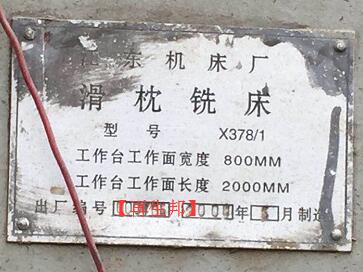 东机床厂
滑枕铣床
型号 X378/1
工作台工作面宽度 800MM
工作台工作面长度 2000MM
出厂编号 年 月制造